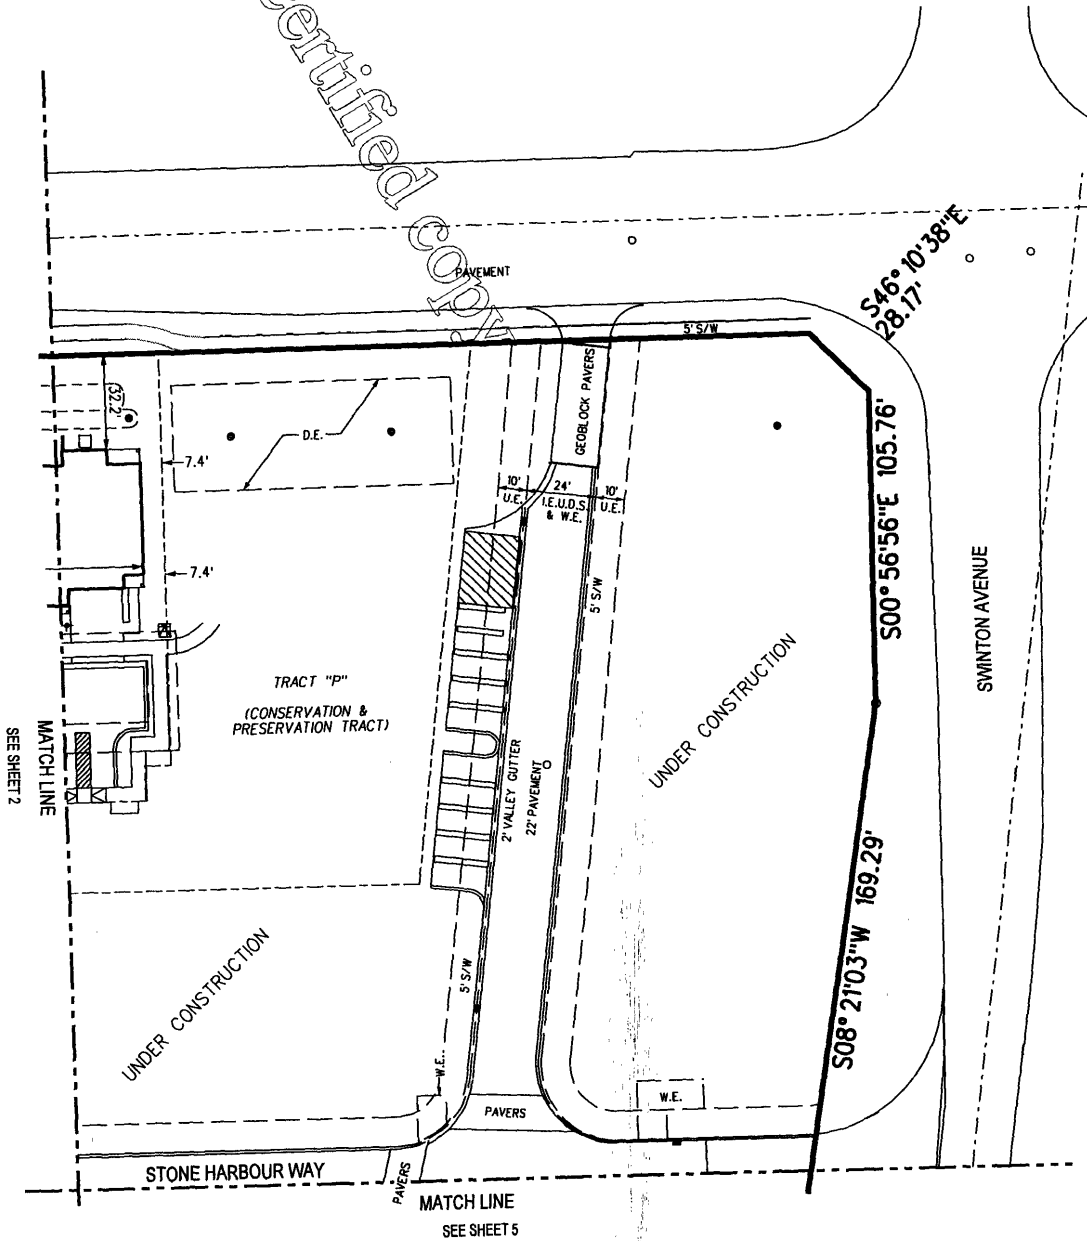 certified copy.
PAVEMENT
S46° 10'38"E
28.17'
5' S/W
GEOBLOCK PAVERS
32.2'
D.E.
7.4'
10'
U.E.
24'
I.E.U.D.S.
& W.E.
10'
U.E.
S00° 56'56"E 105.76'
7.4'
5' S/W
SWINTON AVENUE
TRACT "P"
(CONSERVATION &
PRESERVATION TRACT)
UNDER CONSTRUCTION
MATCH LINE
SEE SHEET 2
2' VALLEY GUTTER
22' PAVEMENT
S08° 21'03"W 169.29'
UNDER CONSTRUCTION
5' S/W
W.E.
W.E.
PAVERS
STONE HARBOUR WAY
PAVERS
MATCH LINE
SEE SHEET 5